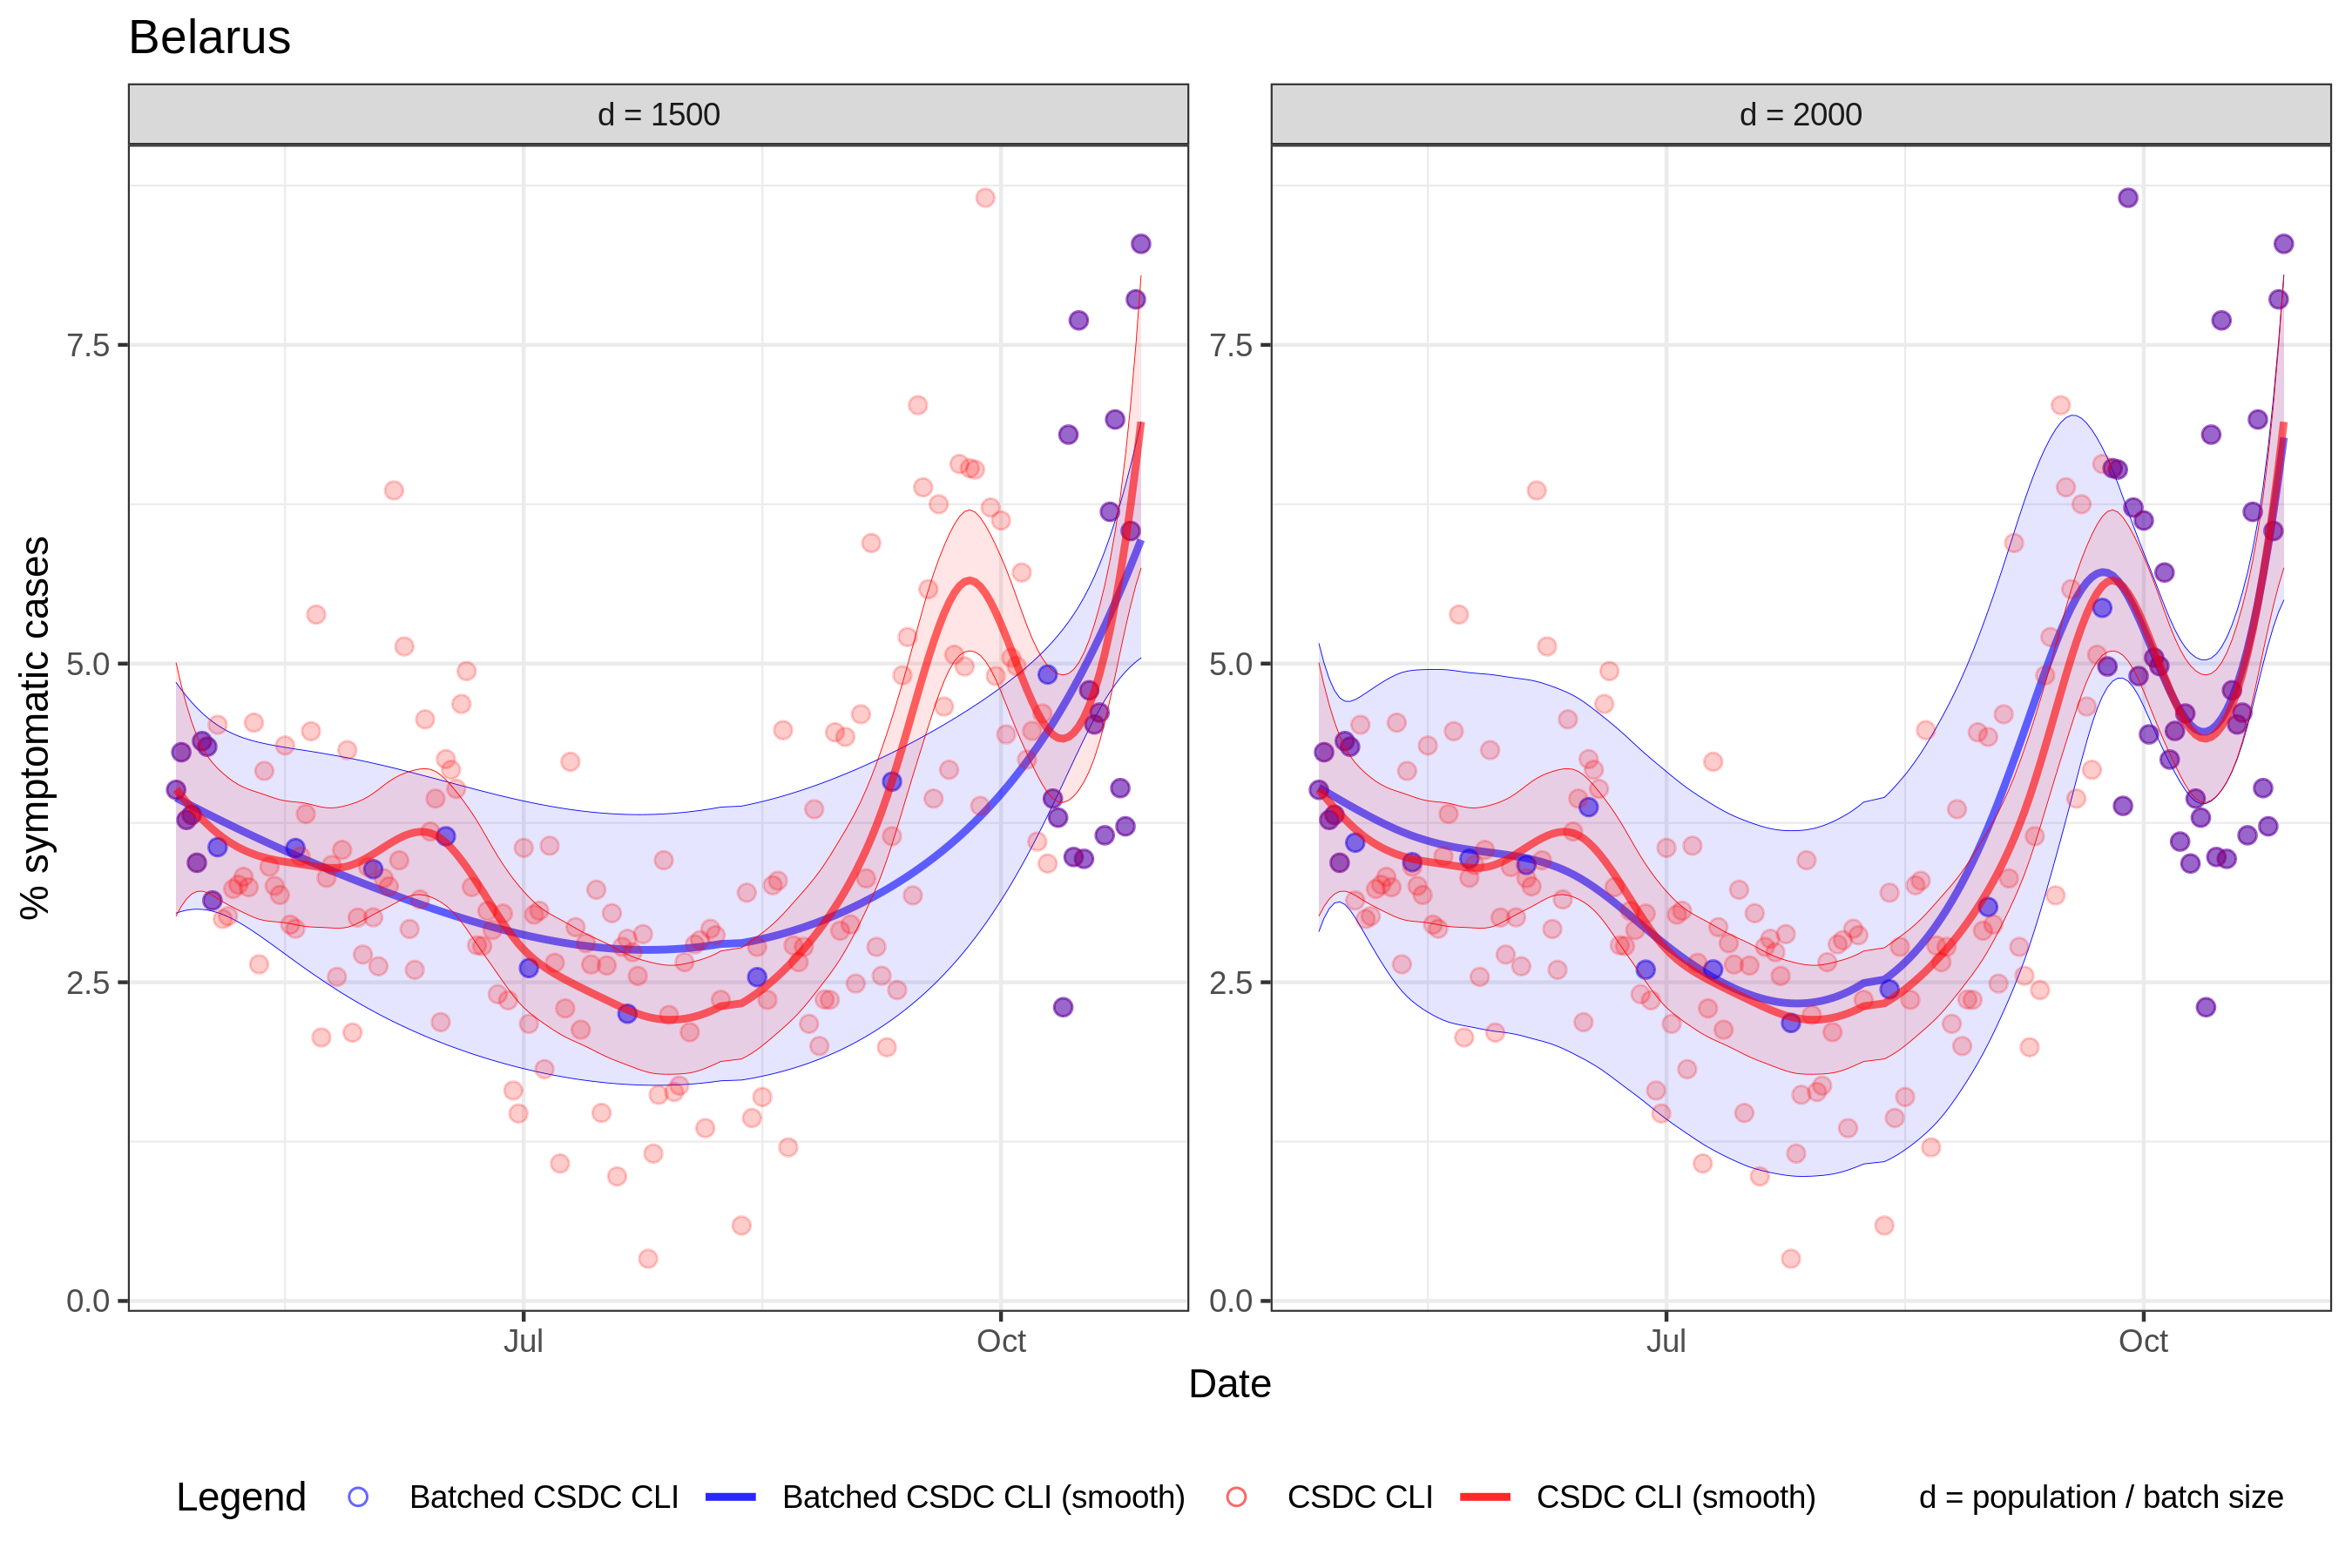 Belarus
d = 1500
d = 2000
% symptomatic cases
7.5
5.0
2.5
0.0
7.5
5.0
2.5
0.0
Jul
Oct
Jul
Oct
Date
Legend
Batched CSDC CLI
Batched CSDC CLI (smooth)
CSDC CLI
CSDC CLI (smooth)
d = population / batch size